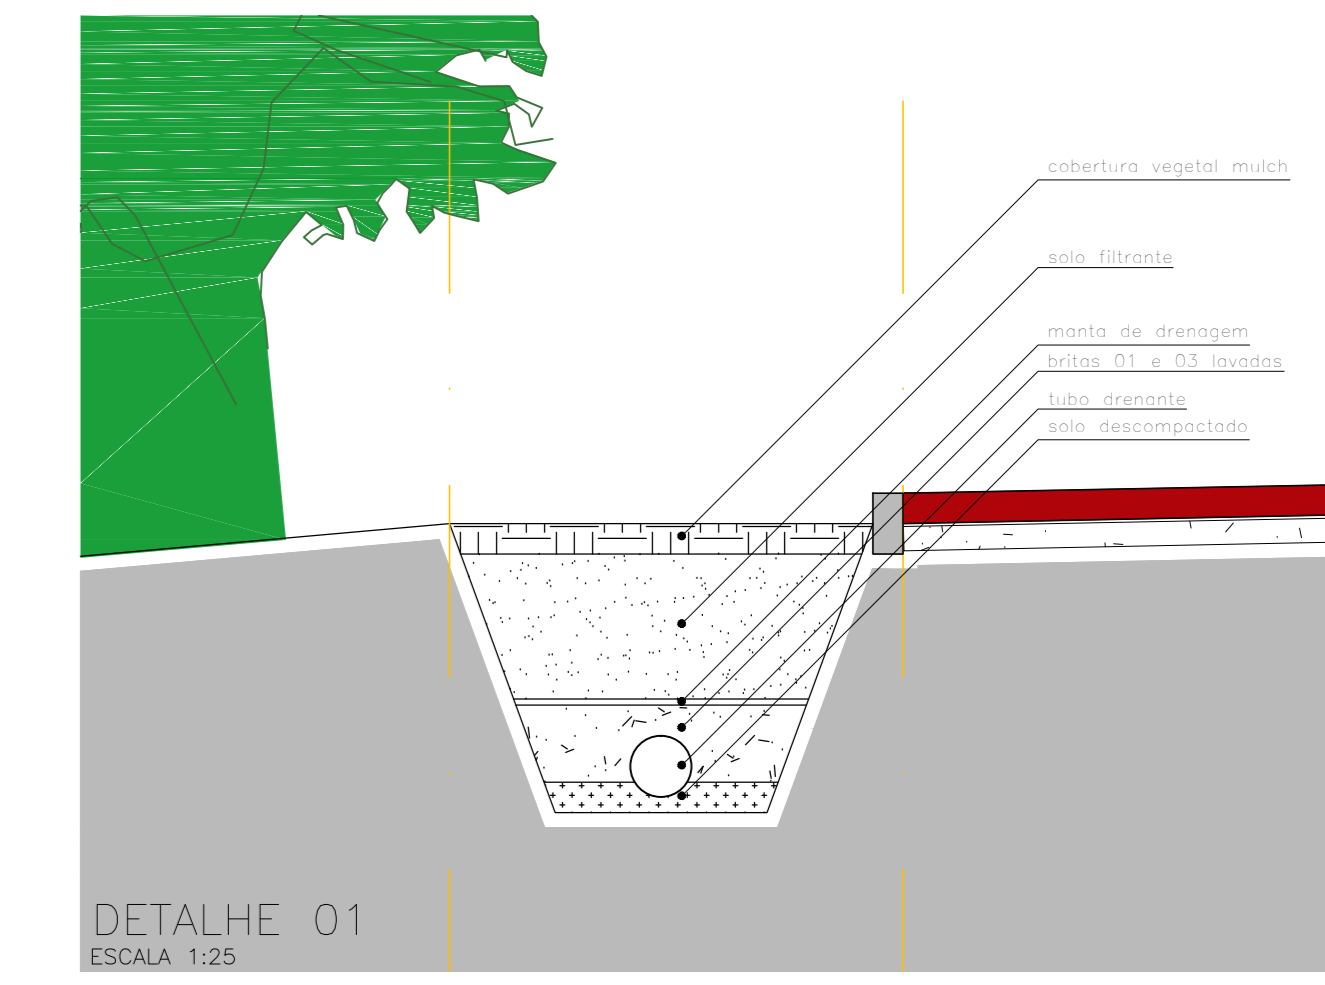 cobertura vegetal mulch
solo filtrante
manta de drenagem
britas 01 e 03 lavadas
tubo drenante
solo descompactado
DETALHE 01
ESCALA 1:25